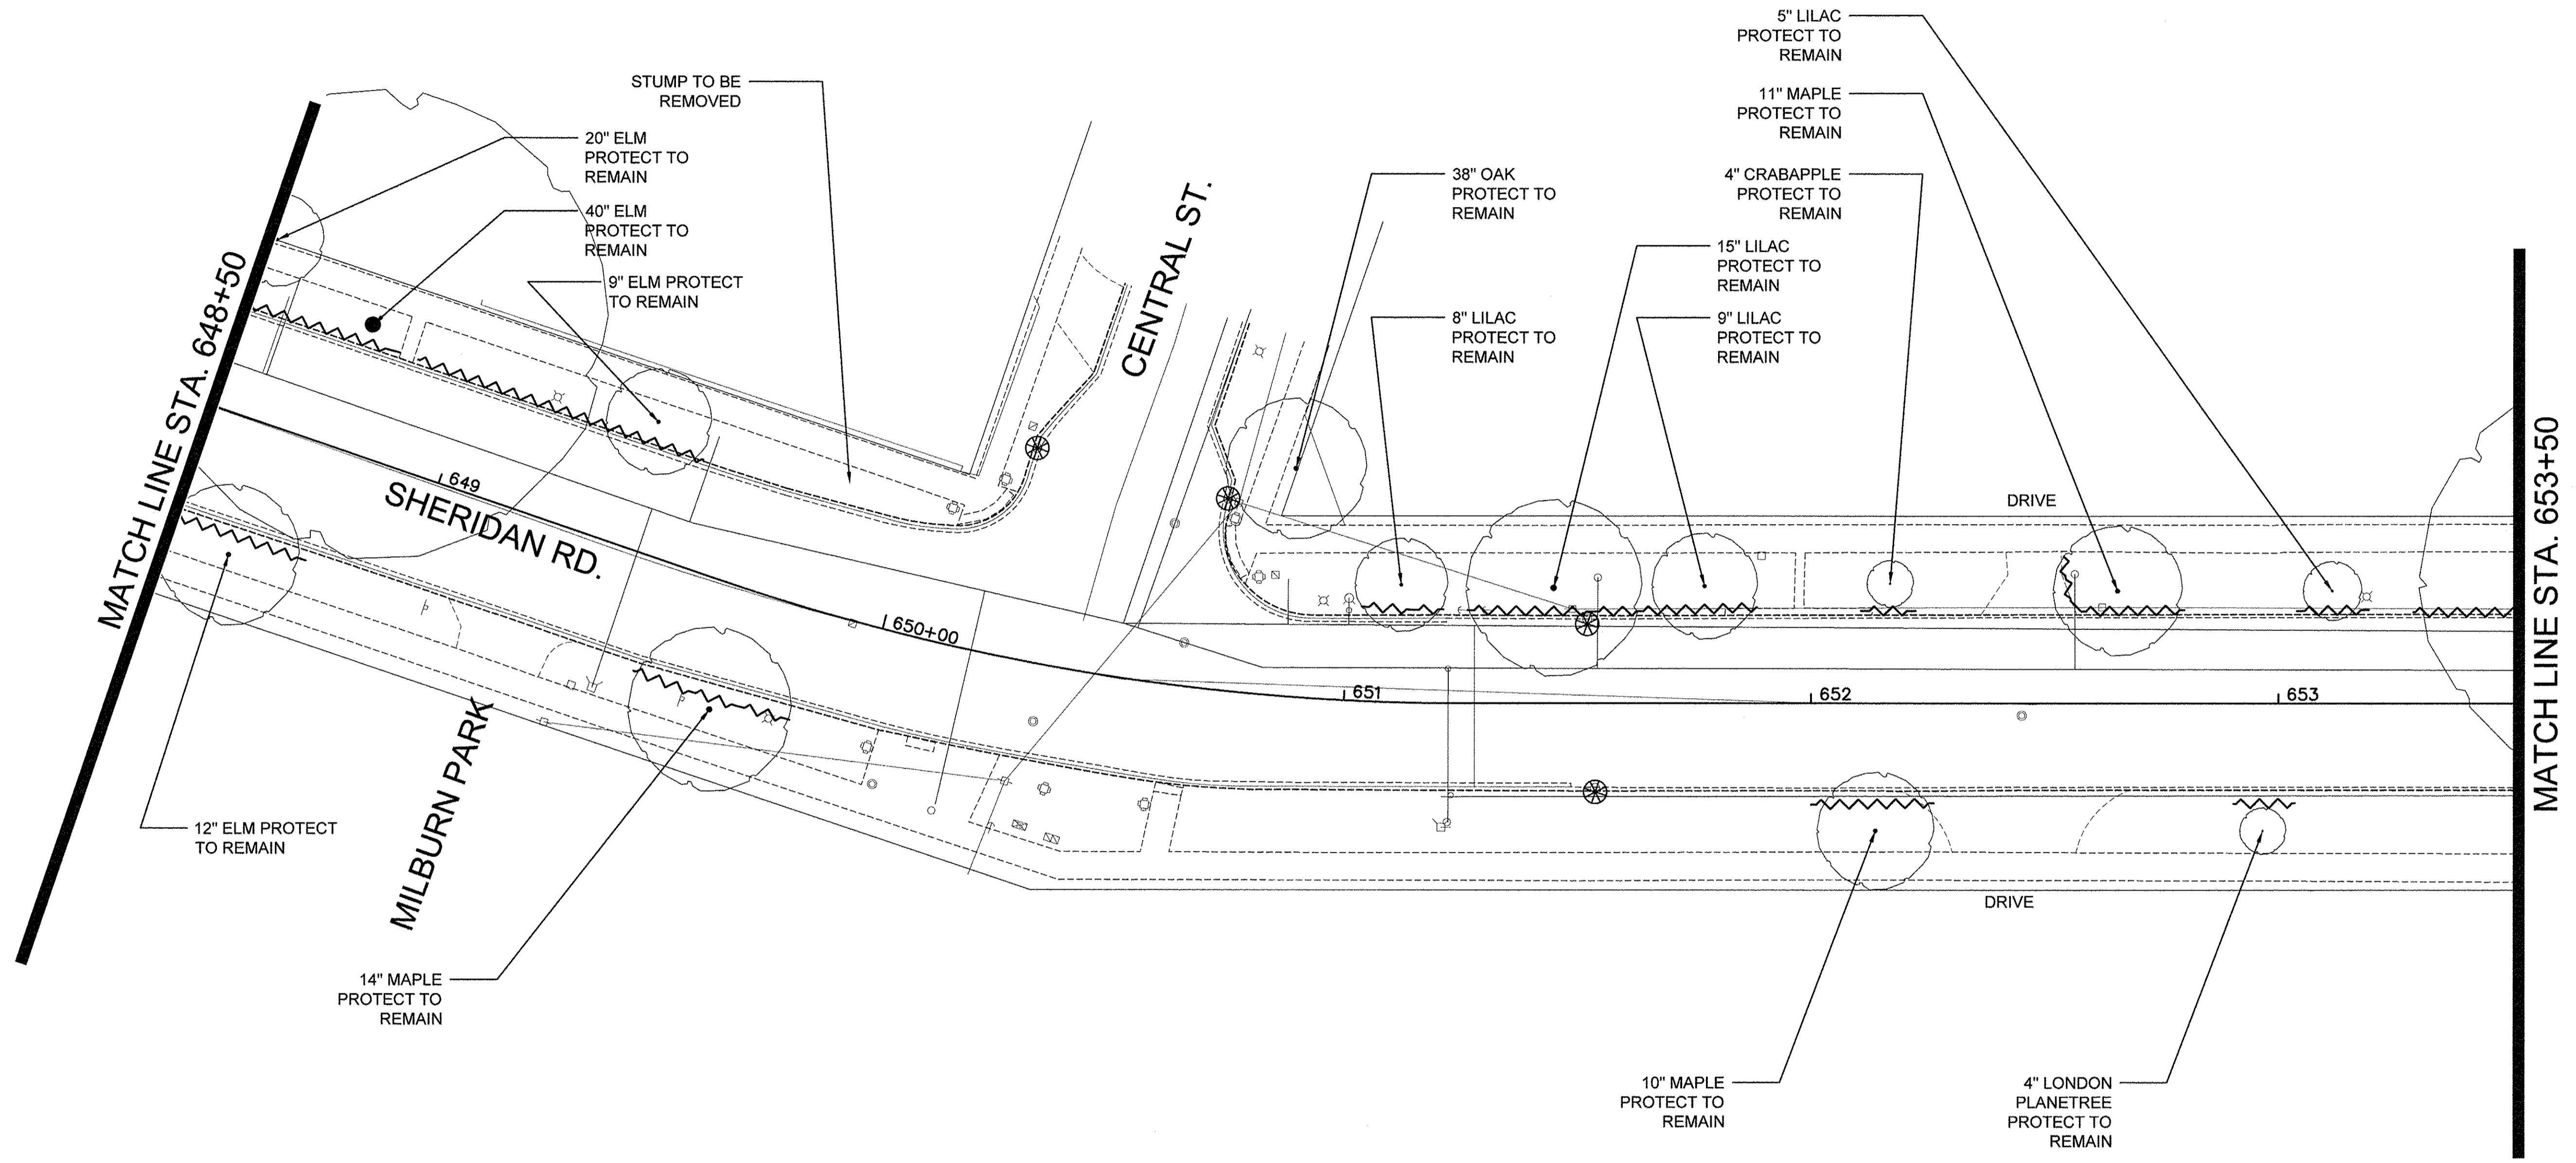 5" LILAC
PROTECT TO
REMAIN
STUMP TO BE
REMOVED
11" MAPLE
PROTECT TO
REMAIN
20" ELM
PROTECT TO
REMAIN
38" OAK
PROTECT TO
REMAIN
4" CRABAPPLE
PROTECT TO
REMAIN
40" ELM
PROTECT TO
REMAIN
15" LILAC
PROTECT TO
REMAIN
9" ELM PROTECT
TO REMAIN
8" LILAC
PROTECT TO
REMAIN
9" LILAC
PROTECT TO
REMAIN
CENTRAL ST.
MATCH LINE STA. 648+50
649
SHERIDAN RD.
DRIVE
650+00
651
652
653
MATCH LINE STA. 653+50
12" ELM PROTECT
TO REMAIN
MILBURN PARK
DRIVE
14" MAPLE
PROTECT TO
REMAIN
10" MAPLE
PROTECT TO
REMAIN
4" LONDON
PLANETREE
PROTECT TO
REMAIN